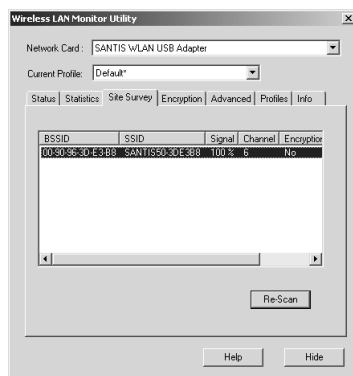 Wireless LAN Monitor Utility
Network Card : SANTIS WLAN USB Adapter
Current Profile: Default*
Status Statistics Site Survey Encryption Advanced Profiles Info
BSSID SSID Signal Channel Encryption
00-90-96-3D-E3-B8 SANTIS50-3DE3B8 100 % 6 No
Re-Scan
Help Hide